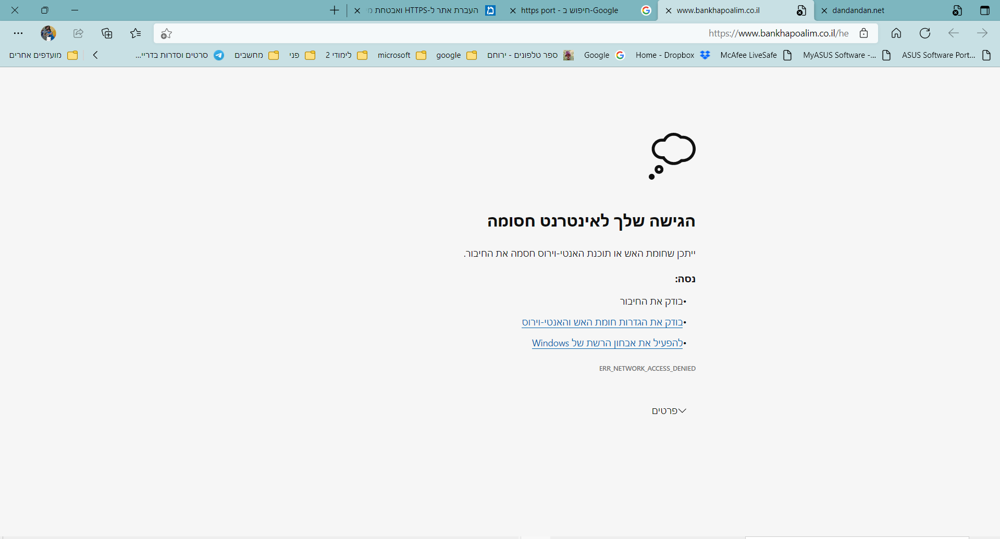 dandandan.net
www.bankhapoalim.co.il
https port - חיפוש ב-Google
העברת אתר ל-HTTPS ואבטחת מי
https://www.bankhapoalim.co.il/he
ASUS Software Port...
MyASUS Software -...
McAfee LiveSafe
Home - Dropbox
Google
ספר טלפונים - ירוחם
google
microsoft
לימודי 2
פני
מחשבים
סרטים וסדרות בדריי...
מועדפים אחרים
הגישה שלך לאינטרנט חסומה
ייתכן שחומת האש או תוכנת האנטי-וירוס חסמה את החיבור.
נסה:
•בודק את החיבור
•בודק את הגדרות חומת האש והאנטי-וירוס
•להפעיל את אבחון הרשת של Windows
ERR_NETWORK_ACCESS_DENIED
פרטים